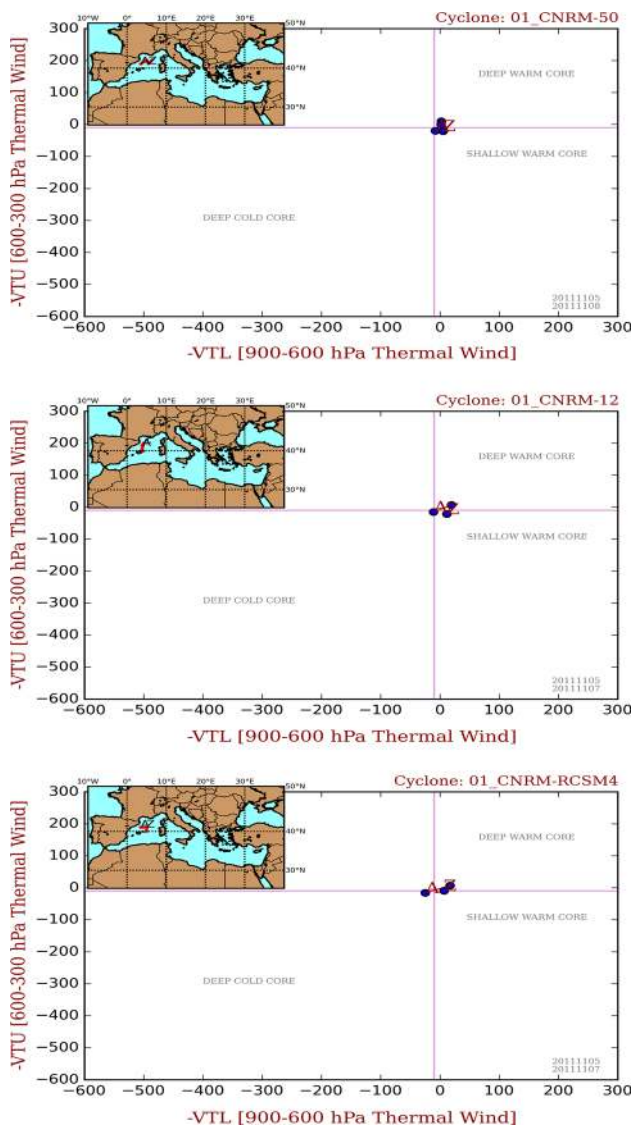 Cyclone: 01_CNRM-50
10°W 0° 10°E 20°E 30°E 50°N
40°N
30°N
300
200
100
0
−100
−200
−300
−400
−500
−600
-VTU [600-300 hPa Thermal Wind]
DEEP WARM CORE
Z
SHALLOW WARM CORE
DEEP COLD CORE
20111105
20111108
−600 −500 −400 −300 −200 −100 0 100 200 300
-VTL [900-600 hPa Thermal Wind]
Cyclone: 01_CNRM-12
10°W 0° 10°E 20°E 30°E 50°N
40°N
30°N
300
200
100
0
−100
−200
−300
−400
−500
−600
-VTU [600-300 hPa Thermal Wind]
DEEP WARM CORE
A Z
SHALLOW WARM CORE
DEEP COLD CORE
20111105
20111107
−600 −500 −400 −300 −200 −100 0 100 200 300
-VTL [900-600 hPa Thermal Wind]
Cyclone: 01_CNRM-RCSM4
10°W 0° 10°E 20°E 30°E 50°N
40°N
30°N
300
200
100
0
−100
−200
−300
−400
−500
−600
-VTU [600-300 hPa Thermal Wind]
DEEP WARM CORE
A Z
SHALLOW WARM CORE
DEEP COLD CORE
20111105
20111107
−600 −500 −400 −300 −200 −100 0 100 200 300
-VTL [900-600 hPa Thermal Wind]